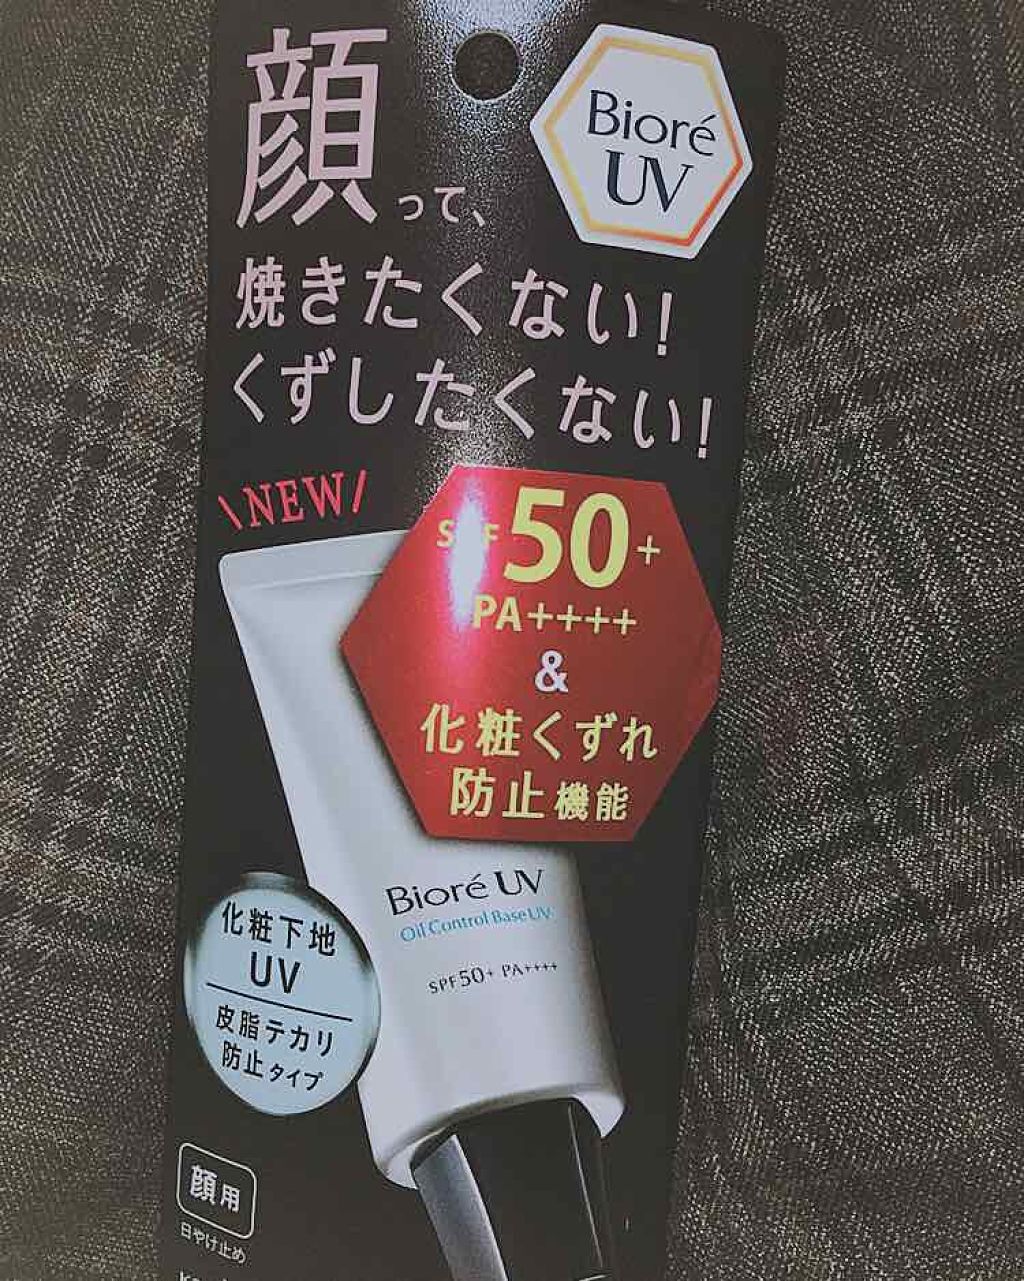 Bioré
UV
顔って、
焼きたくない!
くずしたくない!
\NEW/
SPF50+
PA++++
&
化粧くずれ
防止機能
Bioré UV
Oil Control Base UV
SPF50+ PA++++
化粧下地
UV
皮脂テカリ
防止タイプ
顔用
日やけ止め